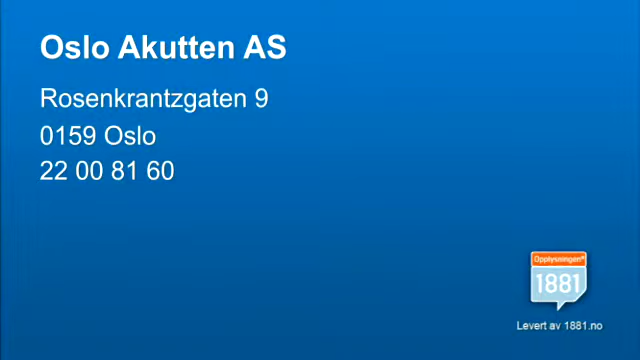 Oslo Akutten AS
Rosenkrantzgaten 9
0159 Oslo
22 00 81 60
Opplysningen®
1881
Levert av 1881.no